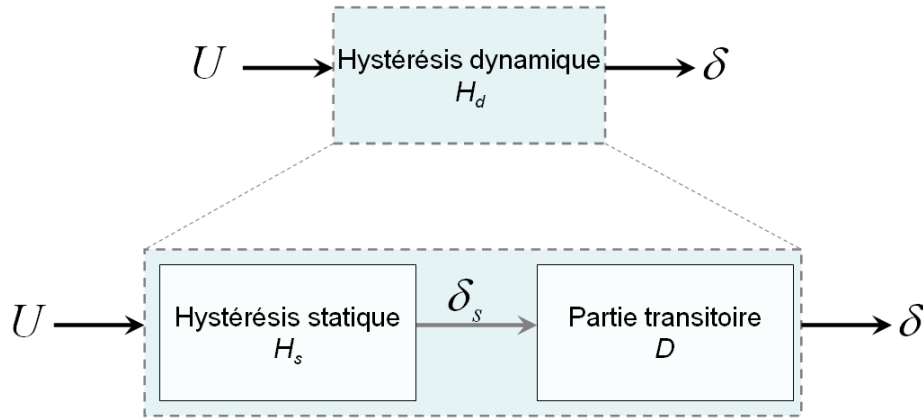 U
Hystérésis dynamique
H_d
δ
U
Hystérésis statique
H_s
δ_s
Partie transitoire
D
δ